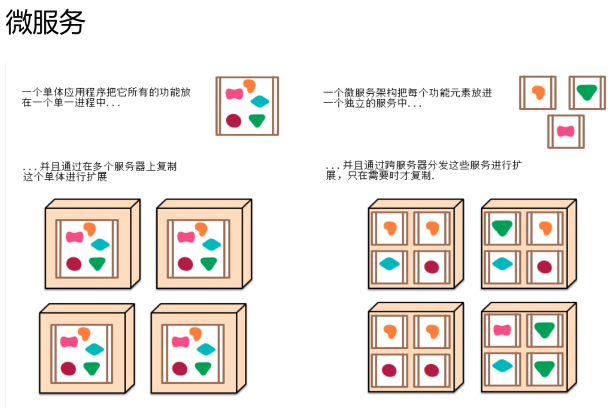 微服务
一个单体应用程序把它所有的功能放
在一个单一进程中...
...并且通过在多个服务器上复制
这个单体进行扩展
一个微服务架构把每个功能元素放进
一个独立的服务中...
...并且通过跨服务器分发这些服务进行扩
展，只在需要时才复制.